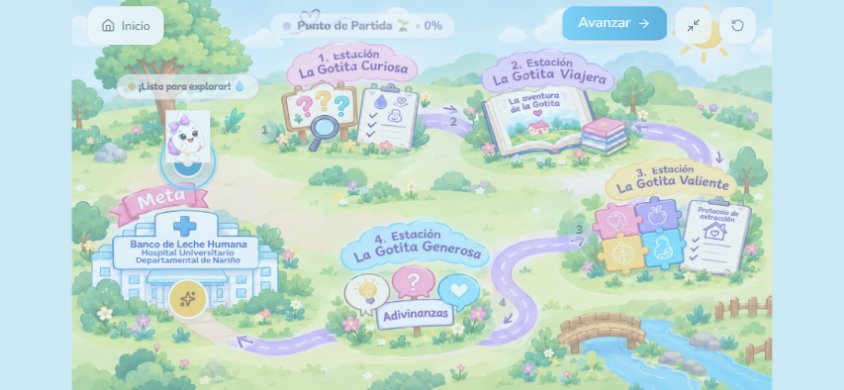 Inicio
Punto de Partida • 0%
Avanzar →
¡Listo para explorar!
1. Estación
La Gotita Curiosa
???
1
2. Estación
La Gotita Viajera
La aventura
de la Gotita
2
3. Estación
La Gotita Valiente
Protocolo de
extracción
3
Meta
Banco de Leche Humana
Hospital Universitario
Departamental de Nariño
4. Estación
La Gotita Generosa
?
Adivinanzas
4